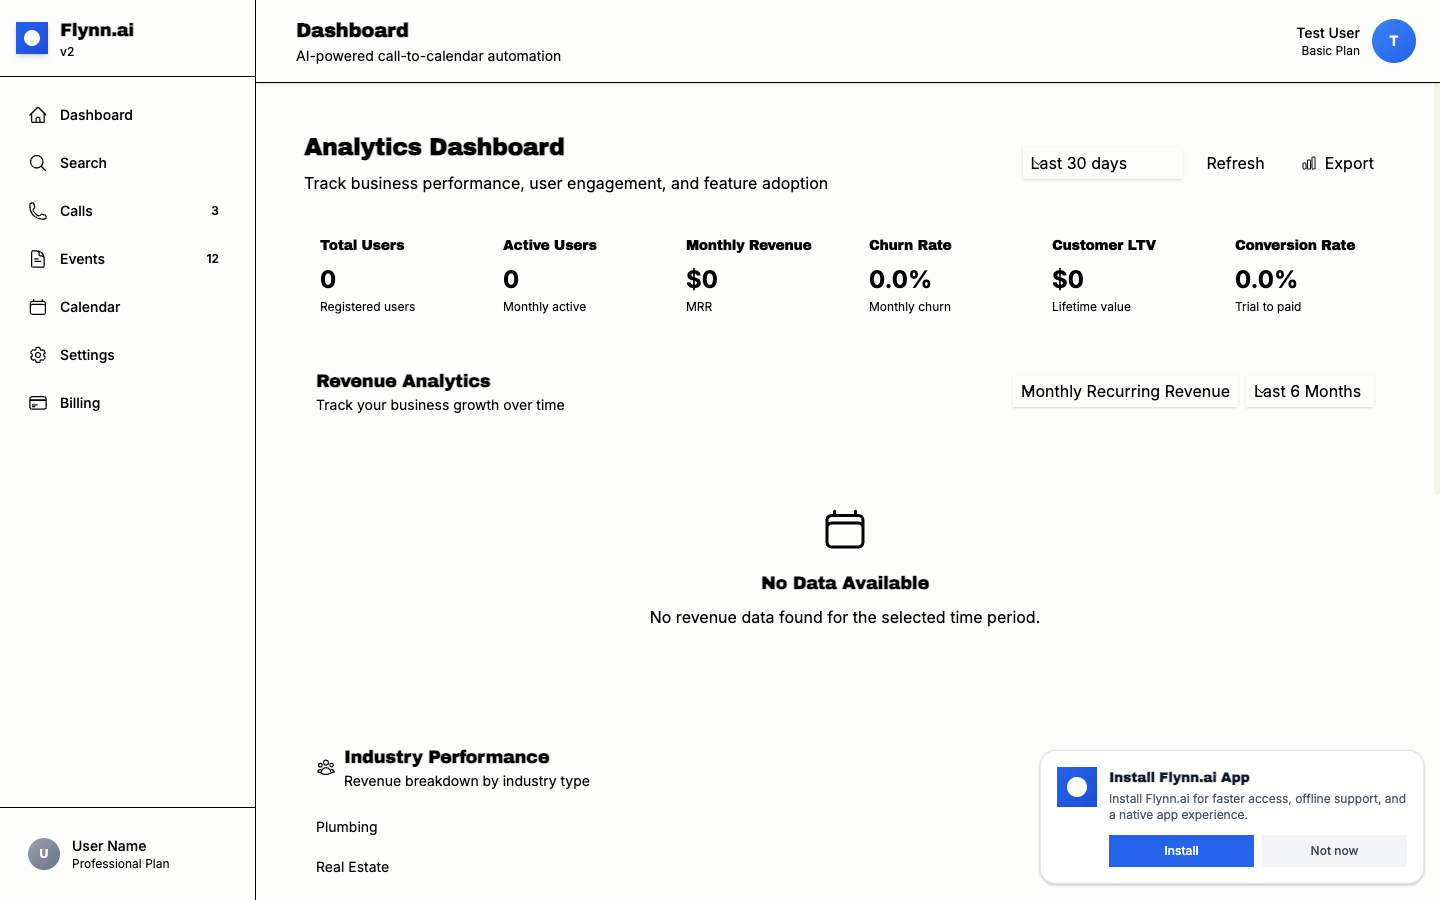 Flynn.ai
v2
Dashboard
Search
Calls 3
Events 12
Calendar
Settings
Billing
User Name
Professional Plan
U
Dashboard
AI-powered call-to-calendar automation
Test User
Basic Plan
T
Analytics Dashboard
Track business performance, user engagement, and feature adoption
Last 30 days
Refresh
Export
Total Users
0
Registered users
Active Users
0
Monthly active
Monthly Revenue
$0
MRR
Churn Rate
0.0%
Monthly churn
Customer LTV
$0
Lifetime value
Conversion Rate
0.0%
Trial to paid
Revenue Analytics
Track your business growth over time
Monthly Recurring Revenue
Last 6 Months
No Data Available
No revenue data found for the selected time period.
Industry Performance
Revenue breakdown by industry type
Plumbing
Real Estate
Install Flynn.ai App
Install Flynn.ai for faster access, offline support, and
a native app experience.
Install
Not now